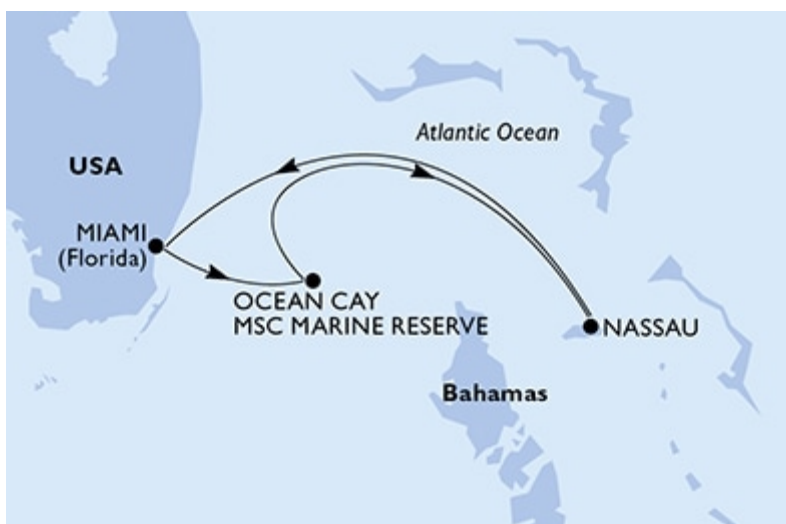 Atlantic Ocean
USA
MIAMI
(Florida)
OCEAN CAY
MSC MARINE RESERVE
NASSAU
Bahamas